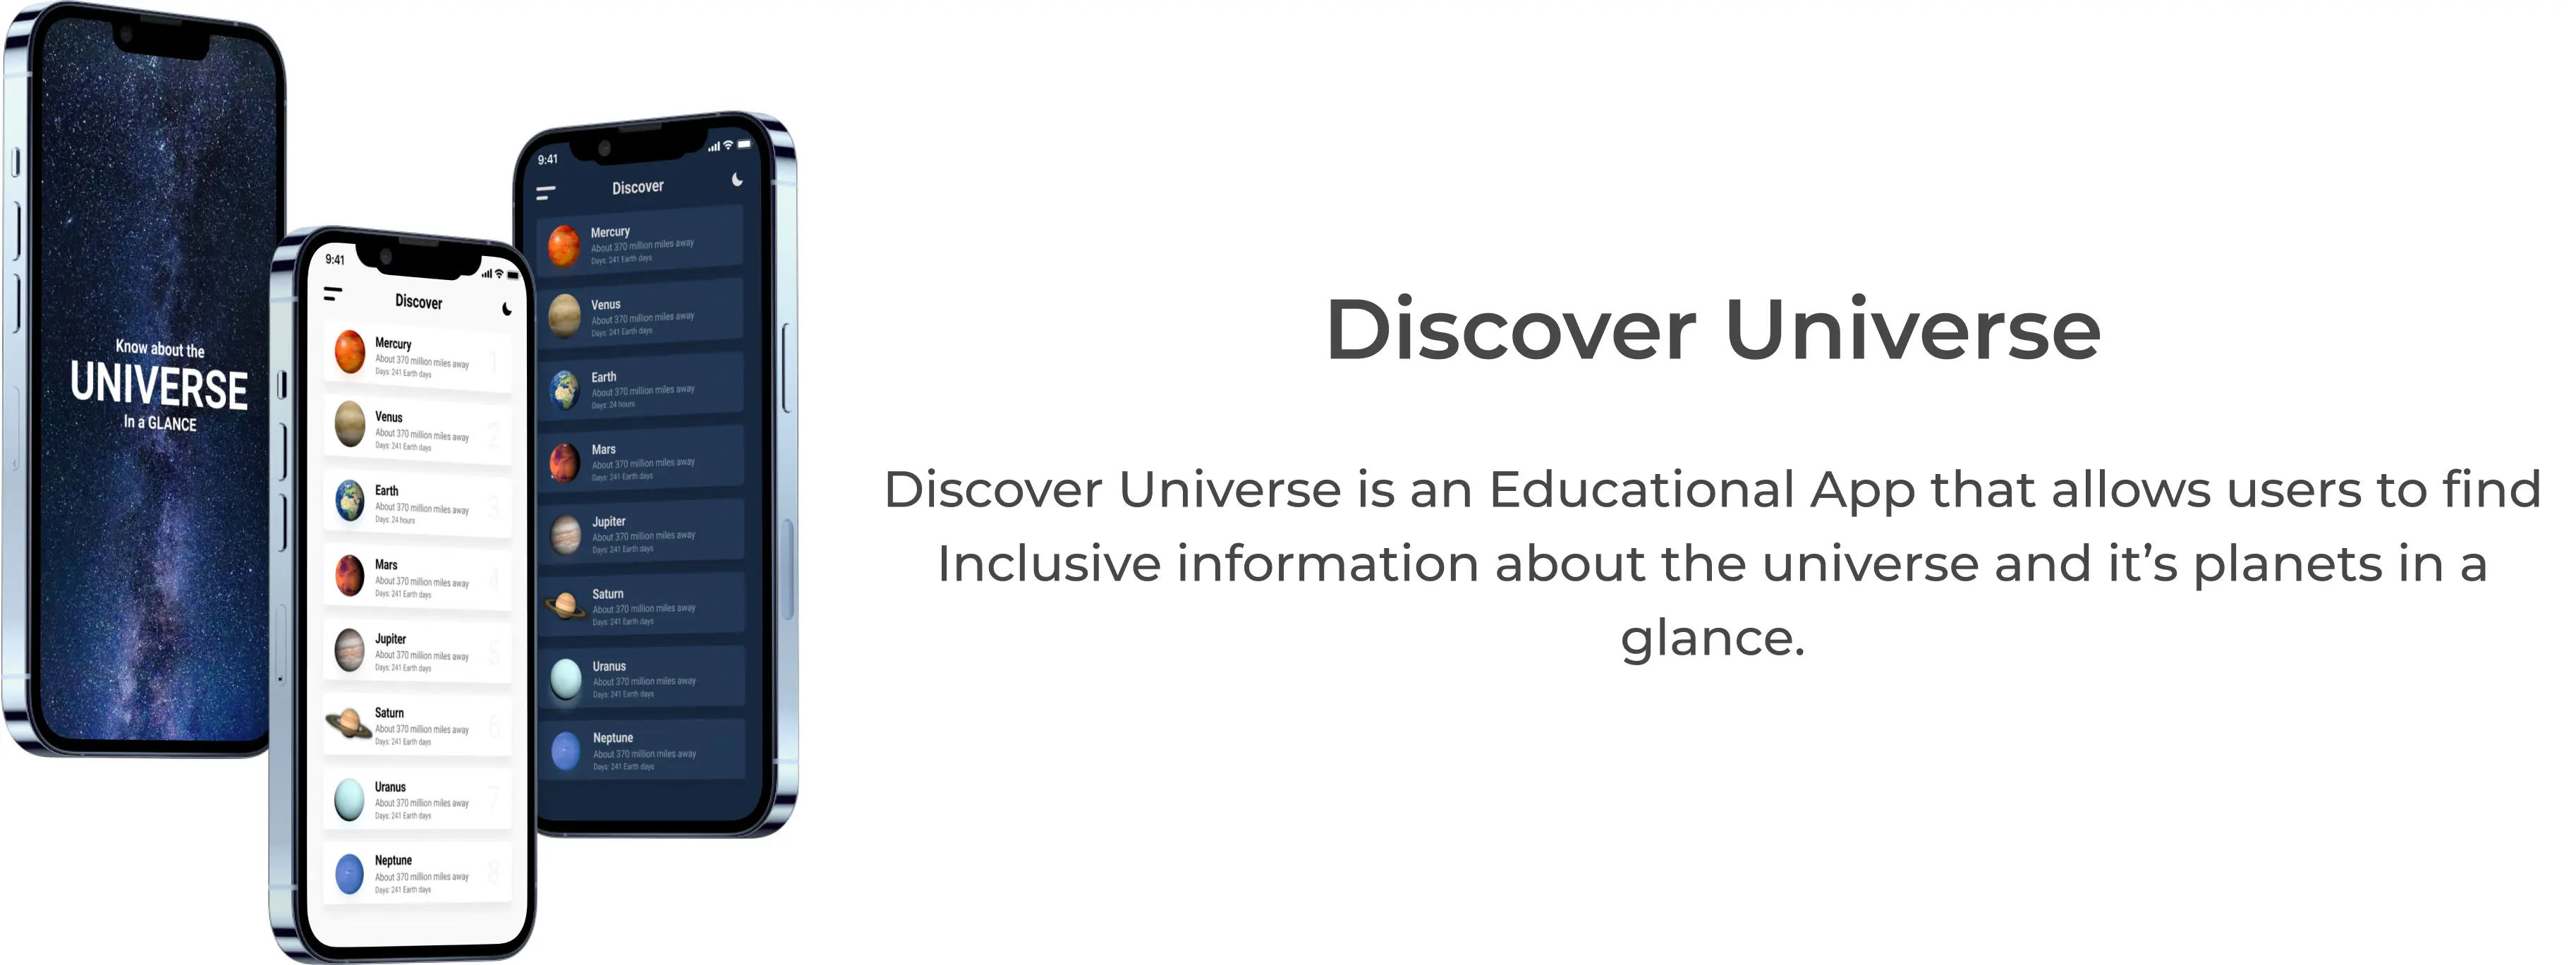 Know about the
UNIVERSE
In a GLANCE
9:41
Discover
Mercury
About 370 million miles away
Days: 241 Earth days
1
Venus
About 370 million miles away
Days: 241 Earth days
2
Earth
About 370 million miles away
Days: 24 hours
3
Mars
About 370 million miles away
Days: 241 Earth days
4
Jupiter
About 370 million miles away
Days: 241 Earth days
5
Saturn
About 370 million miles away
Days: 241 Earth days
6
Uranus
About 370 million miles away
Days: 241 Earth days
7
Neptune
About 370 million miles away
Days: 241 Earth days
8
9:41
Discover
Mercury
About 370 million miles away
Days: 241 Earth days
Venus
About 370 million miles away
Days: 241 Earth days
Earth
About 370 million miles away
Days: 24 hours
Mars
About 370 million miles away
Days: 241 Earth days
Jupiter
About 370 million miles away
Days: 241 Earth days
Saturn
About 370 million miles away
Days: 241 Earth days
Uranus
About 370 million miles away
Days: 241 Earth days
Neptune
About 370 million miles away
Days: 241 Earth days
Discover Universe
Discover Universe is an Educational App that allows users to find
Inclusive information about the universe and it’s planets in a
glance.